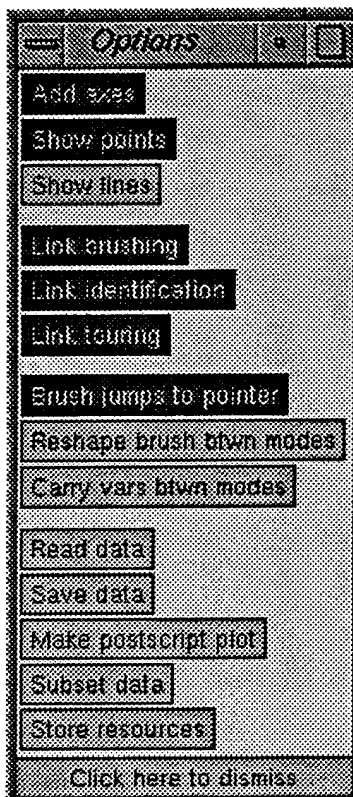 Options
Add axes
Show points
Show lines
Link brushing
Link identification
Link touring
Brush jumps to pointer
Reshape brush btwn modes
Carry vars btwn modes
Read data
Save data
Make postscript plot
Subset data
Store resources
Click here to dismiss